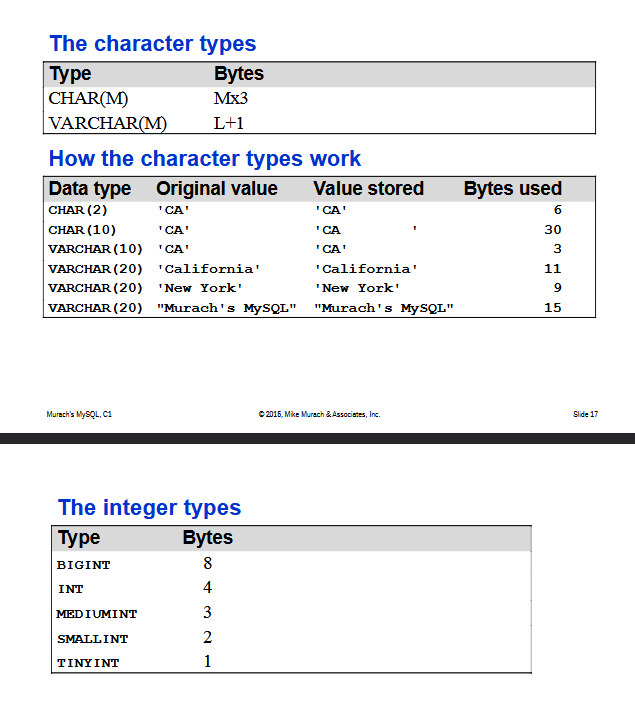 The character types
Type Bytes
CHAR(M) Mx3
VARCHAR(M) L+1
How the character types work
Data type Original value Value stored Bytes used
CHAR(2) 'CA' 'CA' 6
CHAR(10) 'CA' 'CA        ' 30
VARCHAR(10) 'CA' 'CA' 3
VARCHAR(20) 'California' 'California' 11
VARCHAR(20) 'New York' 'New York' 9
VARCHAR(20) "Murach's MySQL" "Murach's MySQL" 15
Murach's MySQL, C1 © 2015, Mike Murach & Associates, Inc. Slide 17
The integer types
Type Bytes
BIGINT 8
INT 4
MEDIUMINT 3
SMALLINT 2
TINYINT 1